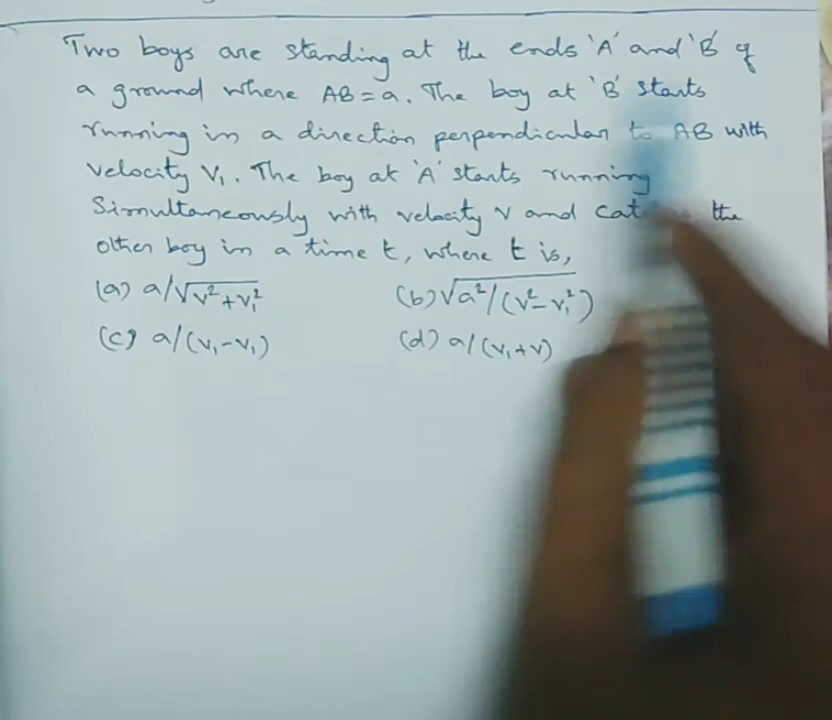 Two boys are standing at the ends 'A' and 'B' of
a ground where AB = a. The boy at 'B' starts
running in a direction perpendicular to AB with
velocity V₁. The boy at 'A' starts running
Simultaneously with velocity v and the
other boy in a time t, where t is,
(a) a/√v²+v₁² (b) √a²/(v²-v₁²)
(c) a/(v₁-v₁) (d) a/(v₁+v)